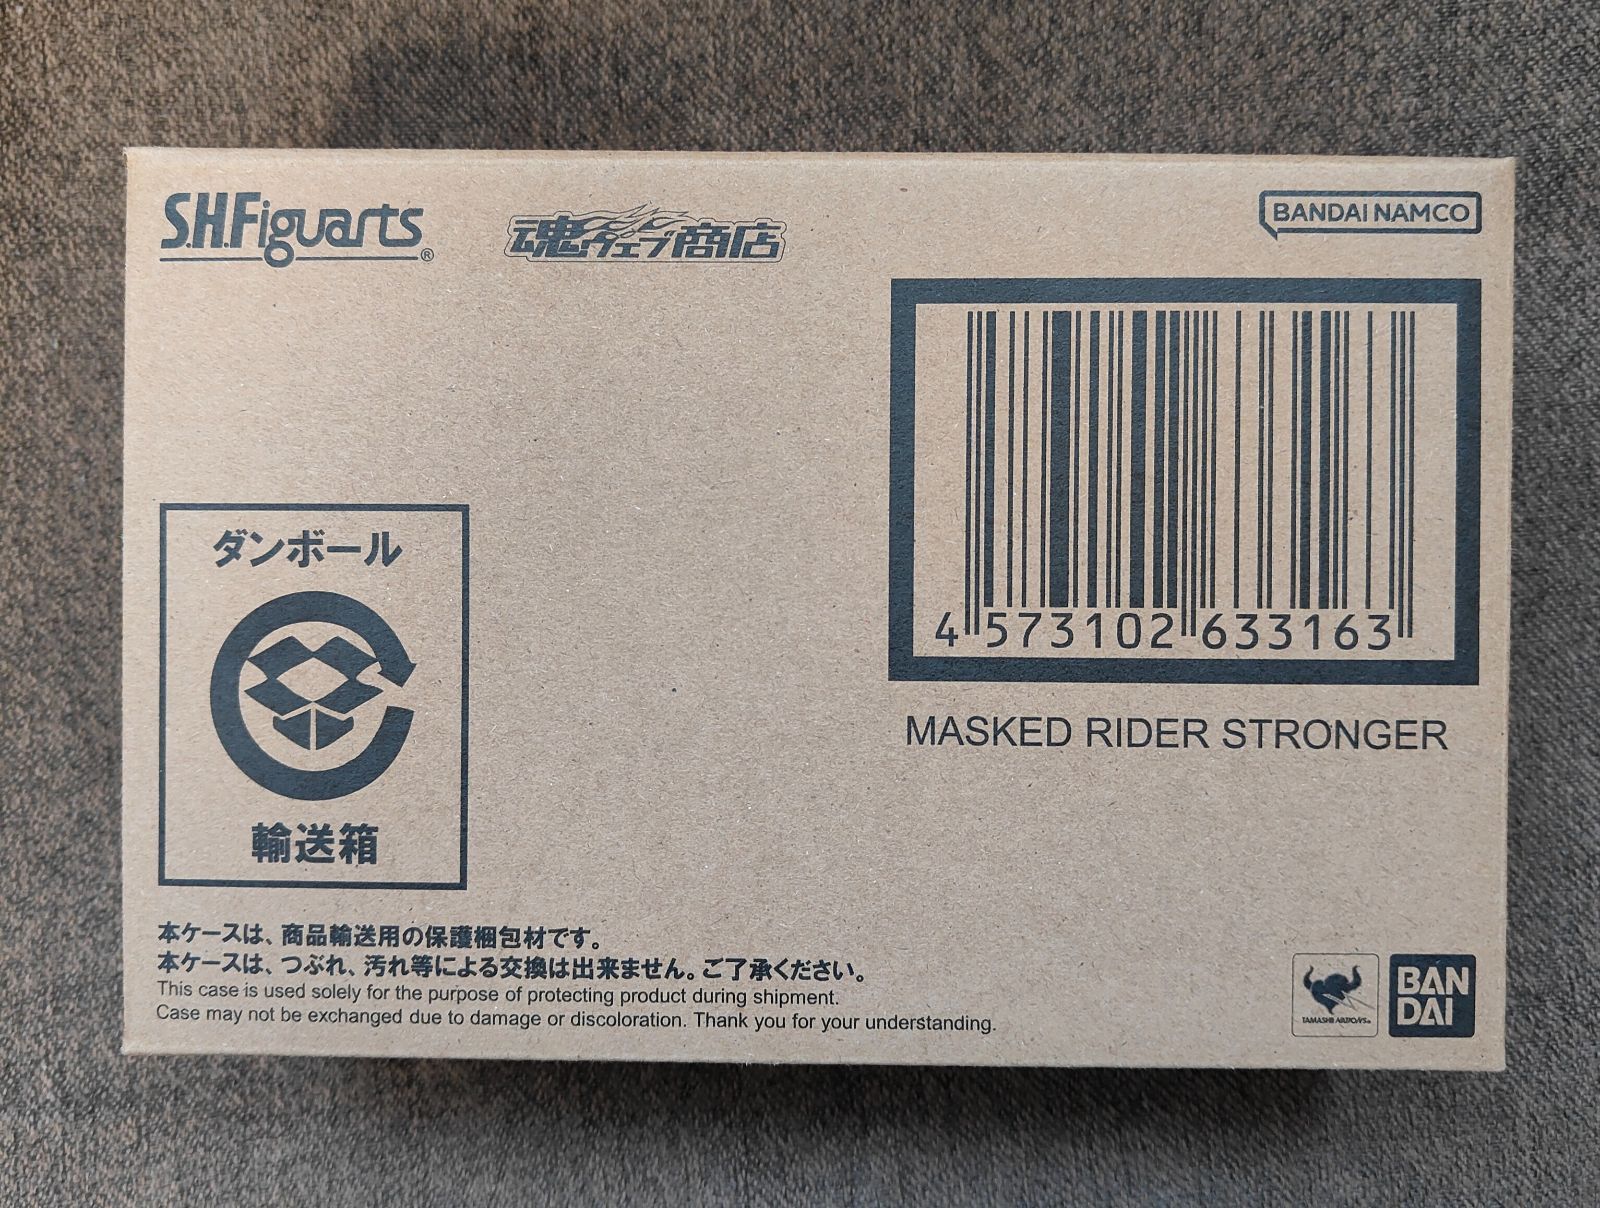 S.H.Figuarts®
魂ウェブ商店
BANDAI NAMCO
4 573102 633163
MASKED RIDER STRONGER
ダンボール
輸送箱
本ケースは、商品輸送用の保護梱包材です。
本ケースは、つぶれ、汚れ等による交換は出来ません。ご了承ください。
This case is used solely for the purpose of protecting product during shipment.
Case may not be exchanged due to damage or discoloration. Thank you for your understanding.
TAMASHII
BAN
DAI